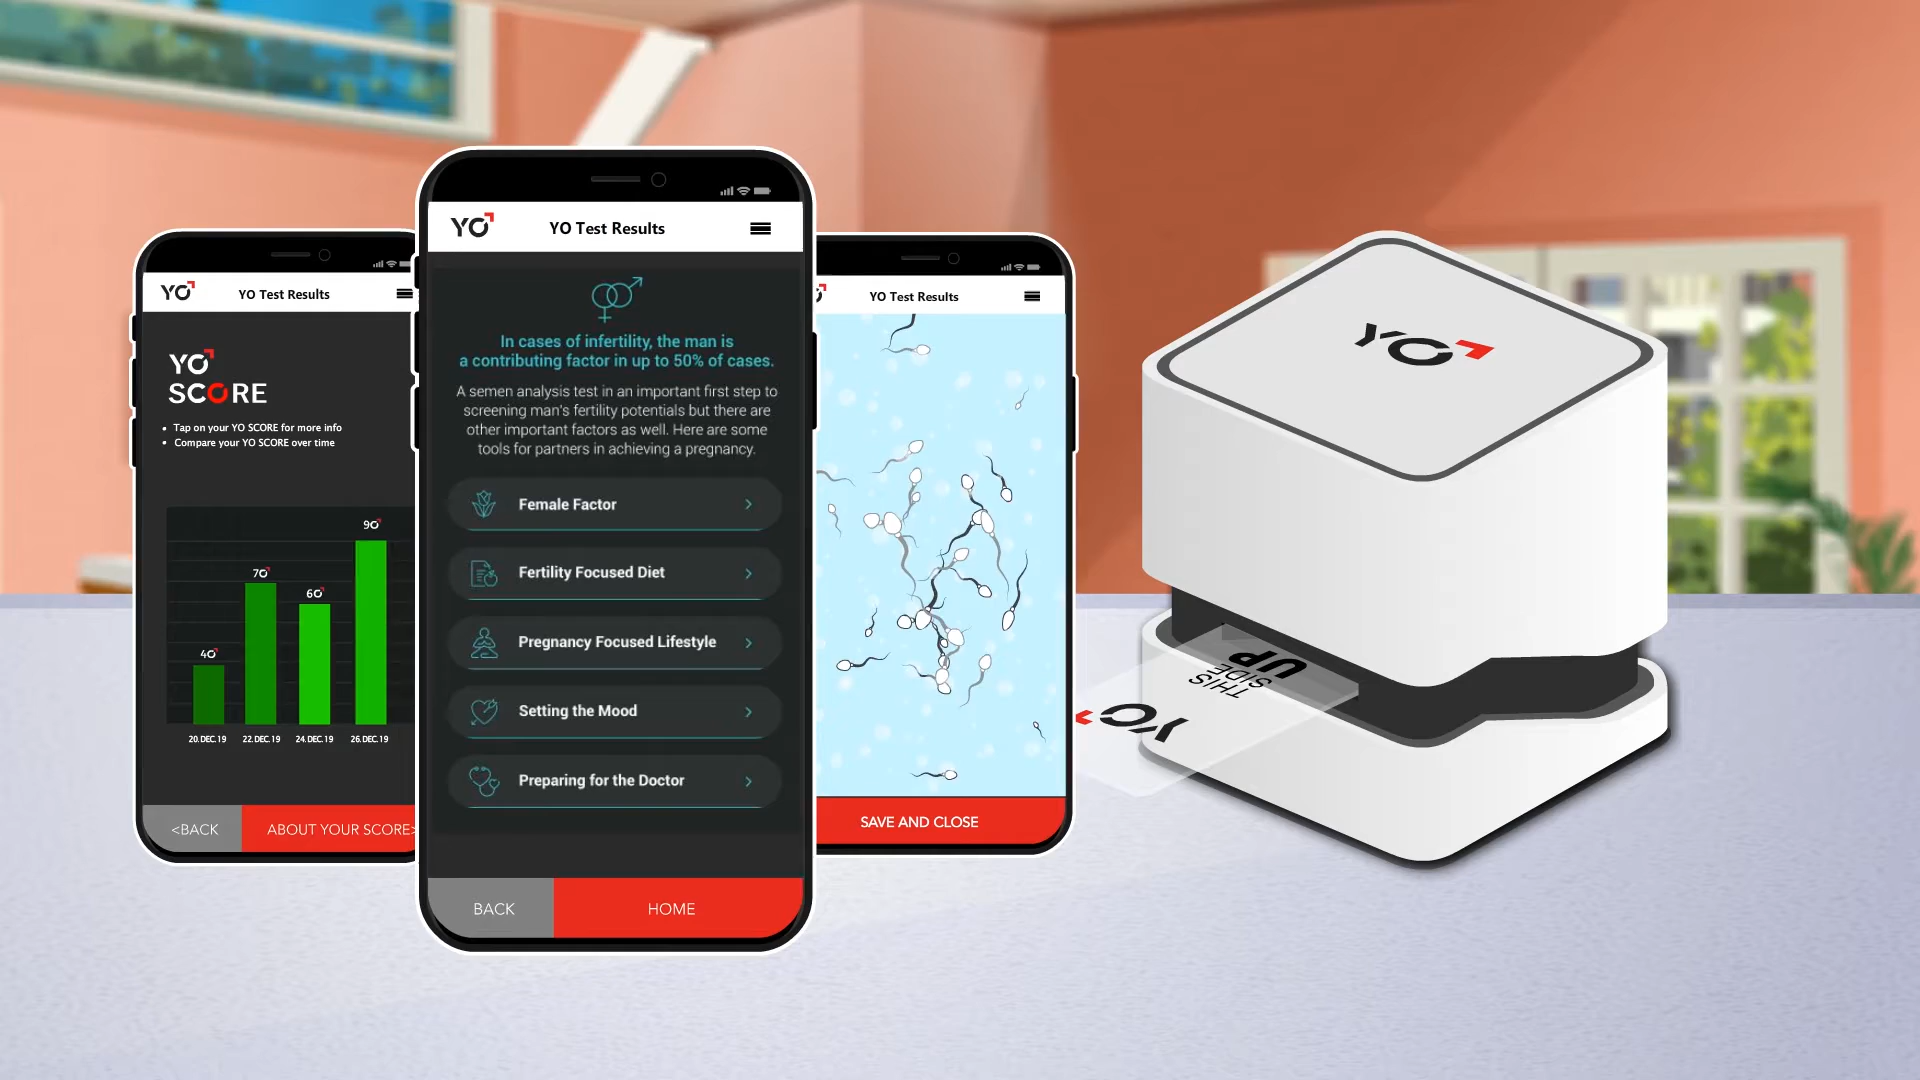 YO
YO Test Results
YO
SCORE
• Tap on your YO SCORE for more info
• Compare your YO SCORE over time
40
70
60
90
20.DEC.19
22.DEC.19
24.DEC.19
26.DEC.19
<BACK
ABOUT YOUR SCORE>
YO
YO Test Results
In cases of infertility, the man is
a contributing factor in up to 50% of cases.
A semen analysis test in an important first step to
screening man's fertility potentials but there are
other important factors as well. Here are some
tools for partners in achieving a pregnancy.
Female Factor
Fertility Focused Diet
Pregnancy Focused Lifestyle
Setting the Mood
Preparing for the Doctor
BACK
HOME
YO Test Results
SAVE AND CLOSE
YO
THIS
SIDE
UP
YO